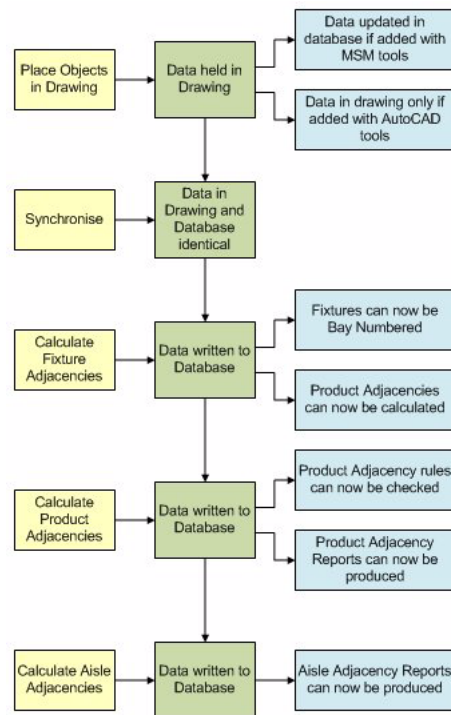 Data updated in
database if added with
MSM tools
Place Objects
in Drawing
Data held in
Drawing
Data in drawing only if
added with AutoCAD
tools
Synchronise
Data in
Drawing and
Database
identical
Fixtures can now be
Bay Numbered
Calculate
Fixture
Adjacencies
Data written to
Database
Product Adjacencies
can now be calculated
Product Adjacency rules
can now be checked
Calculate
Product
Adjacencies
Data written to
Database
Product Adjacency
Reports can now be
produced
Calculate Aisle
Adjacencies
Data written to
Database
Aisle Adjacency Reports
can now be produced